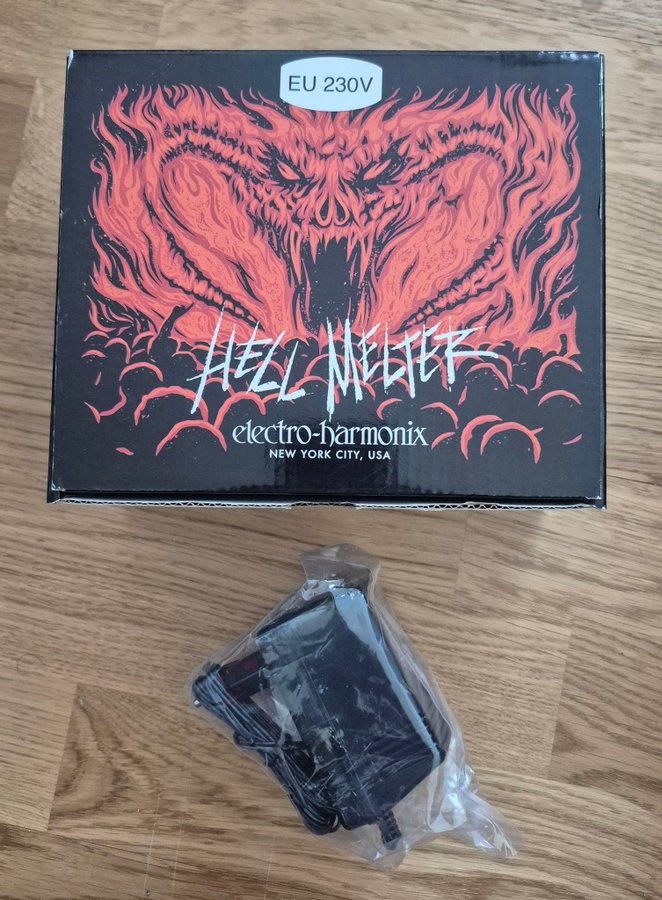 EU 230V
HELL MELTER
electro-harmonix
NEW YORK CITY, USA